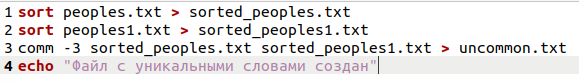 1 sort peoples.txt > sorted_peoples.txt
2 sort peoples1.txt > sorted_peoples1.txt
3 comm -3 sorted_peoples.txt sorted_peoples1.txt > uncommon.txt
4 echo "Файл с уникальными словами создан"